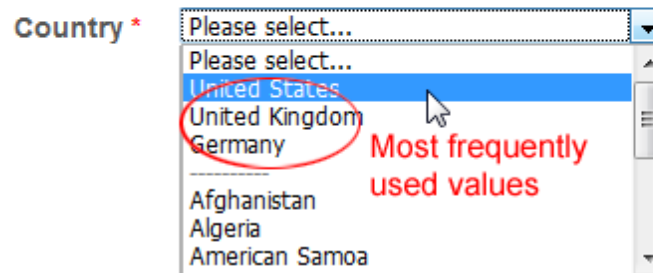 Country * Please select...
Please select...
United States
United Kingdom
Germany
Most frequently
used values
----------
Afghanistan
Algeria
American Samoa